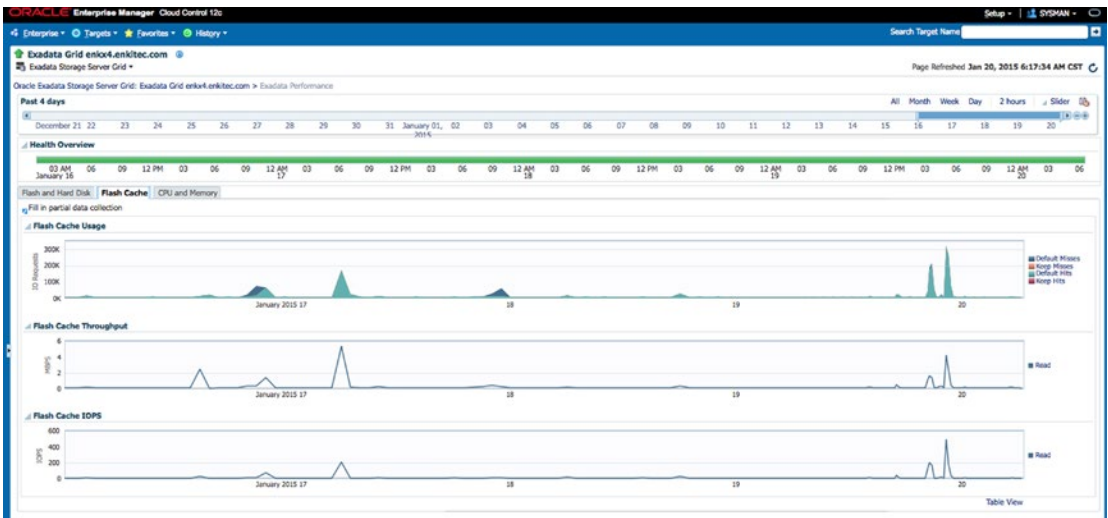 ORACLE Enterprise Manager Cloud Control 12c Setup SYSMAN
Enterprise Targets Favorites History Search Target Name
Exadata Grid enkx4.enkitec.com
Exadata Storage Server Grid Page Refreshed Jan 20, 2015 6:17:34 AM CST
Oracle Exadata Storage Server Grid: Exadata Grid enkx4.enkitec.com > Exadata Performance
Past 4 days All Month Week Day 2 hours Slider
December 21 22 23 24 25 26 27 28 29 30 31 January 01, 02 03 04 05 06 07 08 09 10 11 12 13 14 15 16 17 18 19 20
2015
Health Overview
03 AM 06 09 12 PM 03 06 09 12 AM 03 06 09 12 PM 03 06 09 12 AM 03 06 09 12 PM 03 06 09 12 AM 03 06 09 12 PM 03 06 09 12 AM 03 06
January 16 17 18 19 20
Flash and Hard Disk Flash Cache CPU and Memory
Fill in partial data collection
Flash Cache Usage
IO Requests
300K
200K
100K
0K
Default Misses
Keep Misses
Default Hits
Keep Hits
January 2015 17 18 19 20
Flash Cache Throughput
MBPS
6
4
2
0
Read
January 2015 17 18 19 20
Flash Cache IOPS
IOPS
600
400
200
0
Read
January 2015 17 18 19 20
Table View